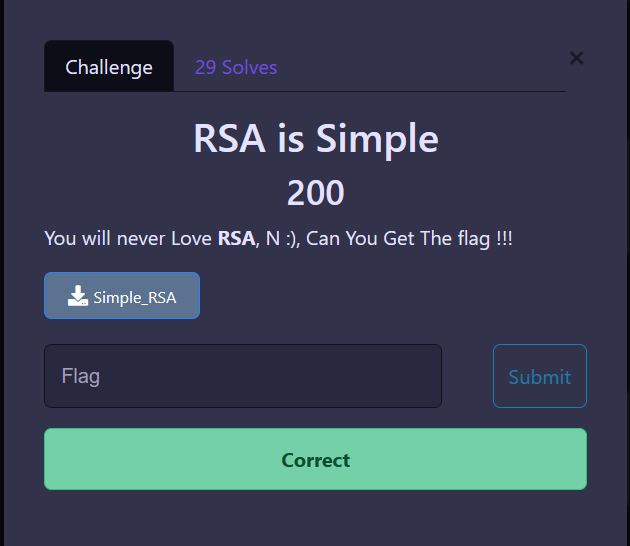 Challenge
29 Solves
×
RSA is Simple
200
You will never Love RSA, N :), Can You Get The flag !!!
Simple_RSA
Flag
Submit
Correct